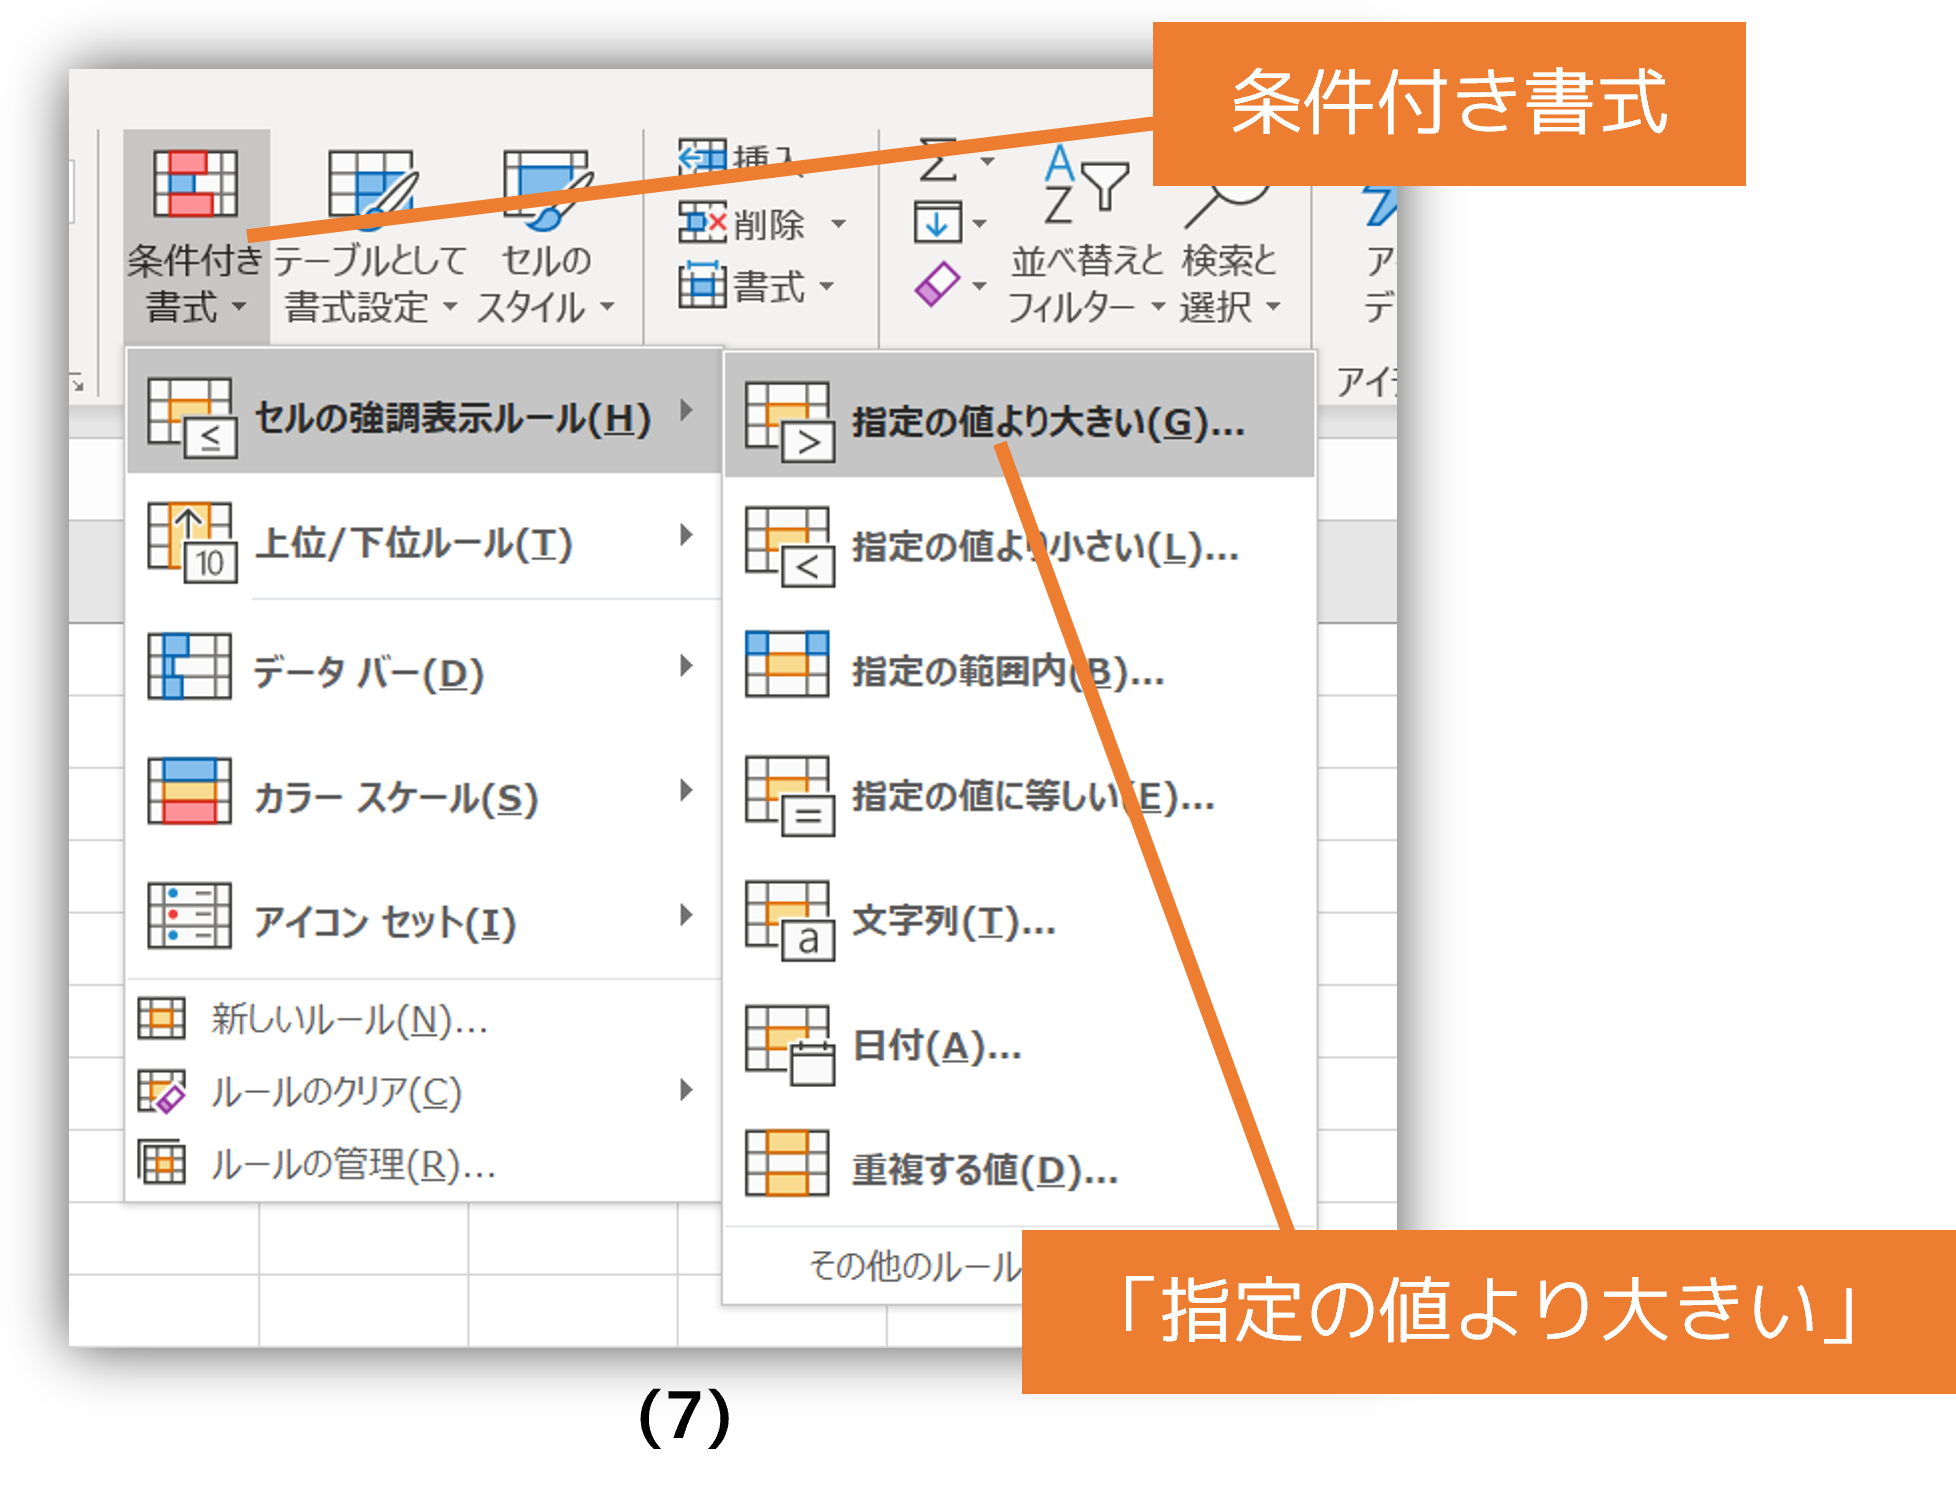 条件付き書式
挿入
Σ
削除
A
Z
条件付き
書式
テーブルとして
書式設定
セルの
スタイル
書式
並べ替えと
フィルター
検索と
選択
ア
デ
アイ
≤
セルの強調表示ルール(H)
10
上位/下位ルール(T)
データ バー(D)
カラー スケール(S)
アイコン セット(I)
新しいルール(N)...
ルールのクリア(C)
ルールの管理(R)...
>
指定の値より大きい(G)...
<
指定の値より小さい(L)...
指定の範囲内(B)...
=
指定の値に等しい(E)...
a
文字列(T)...
日付(A)...
重複する値(D)...
その他のルール
「指定の値より大きい」
(7)